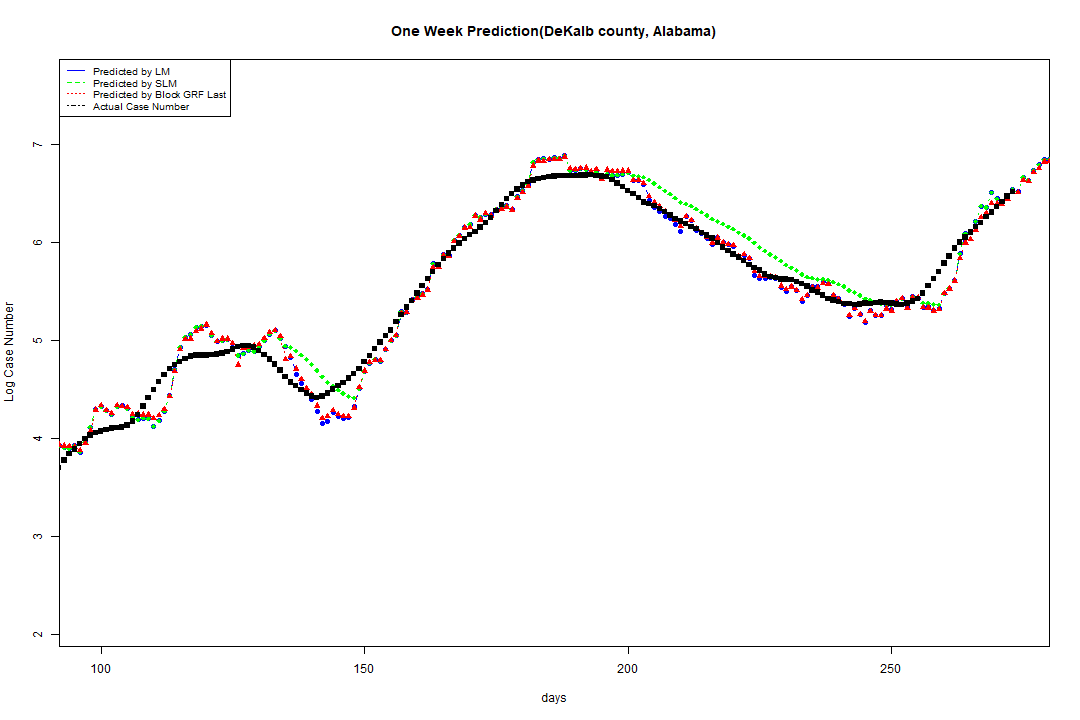 One Week Prediction(DeKalb county, Alabama)
Predicted by LM
Predicted by SLM
Predicted by Block GRF Last
Actual Case Number
7
6
5
4
3
2
Log Case Number
100 150 200 250
days